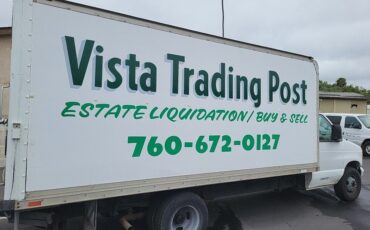 Vista Trading Post
ESTATE LIQUIDATION / BUY & SELL
760-672-0127